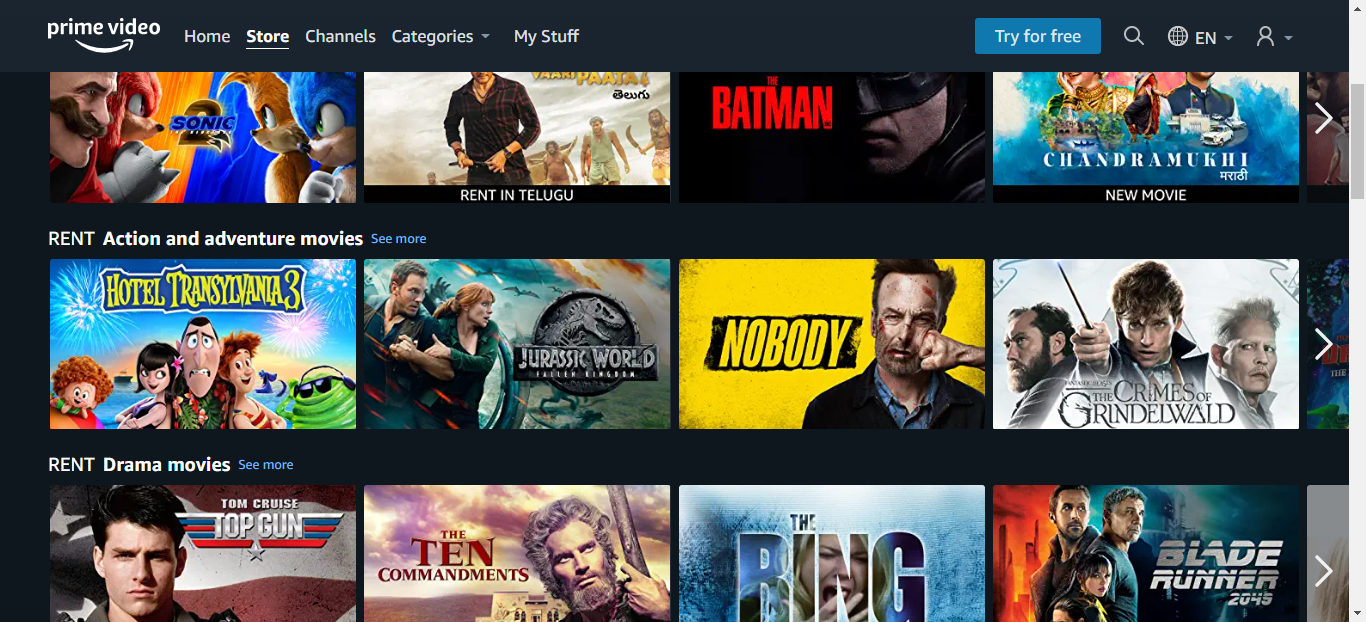 prime video
Home Store Channels Categories My Stuff
Try for free
EN
SONIC
2
తెలుగు
RENT IN TELUGU
THE
BATMAN
CHANDRAMUKHI
मराठी
NEW MOVIE
RENT Action and adventure movies See more
HOTEL TRANSYLVANIA 3
JURASSIC WORLD
FALLEN KINGDOM
NOBODY
FANTASTIC BEASTS
THE CRIMES OF
GRINDELWALD
RENT Drama movies See more
TOM CRUISE
TOP GUN
THE
TEN
COMMANDMENTS
THE
RING
BLADE
RUNNER
2049